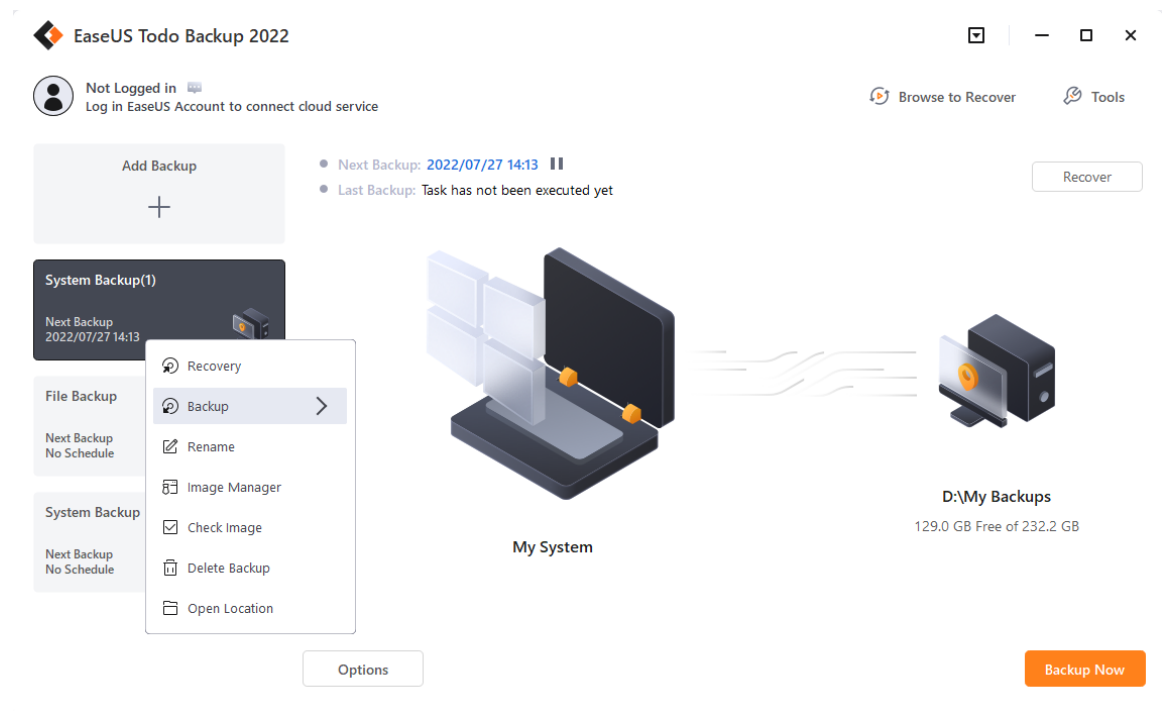 EaseUS Todo Backup 2022
Not Logged in
Log in EaseUS Account to connect cloud service
Browse to Recover
Tools
Add Backup
Next Backup: 2022/07/27 14:13
Last Backup: Task has not been executed yet
Recover
System Backup(1)
Next Backup
2022/07/27 14:13
File Backup
Next Backup
No Schedule
System Backup
Next Backup
No Schedule
Recovery
Backup
Rename
Image Manager
Check Image
Delete Backup
Open Location
My System
D:\My Backups
129.0 GB Free of 232.2 GB
Options
Backup Now